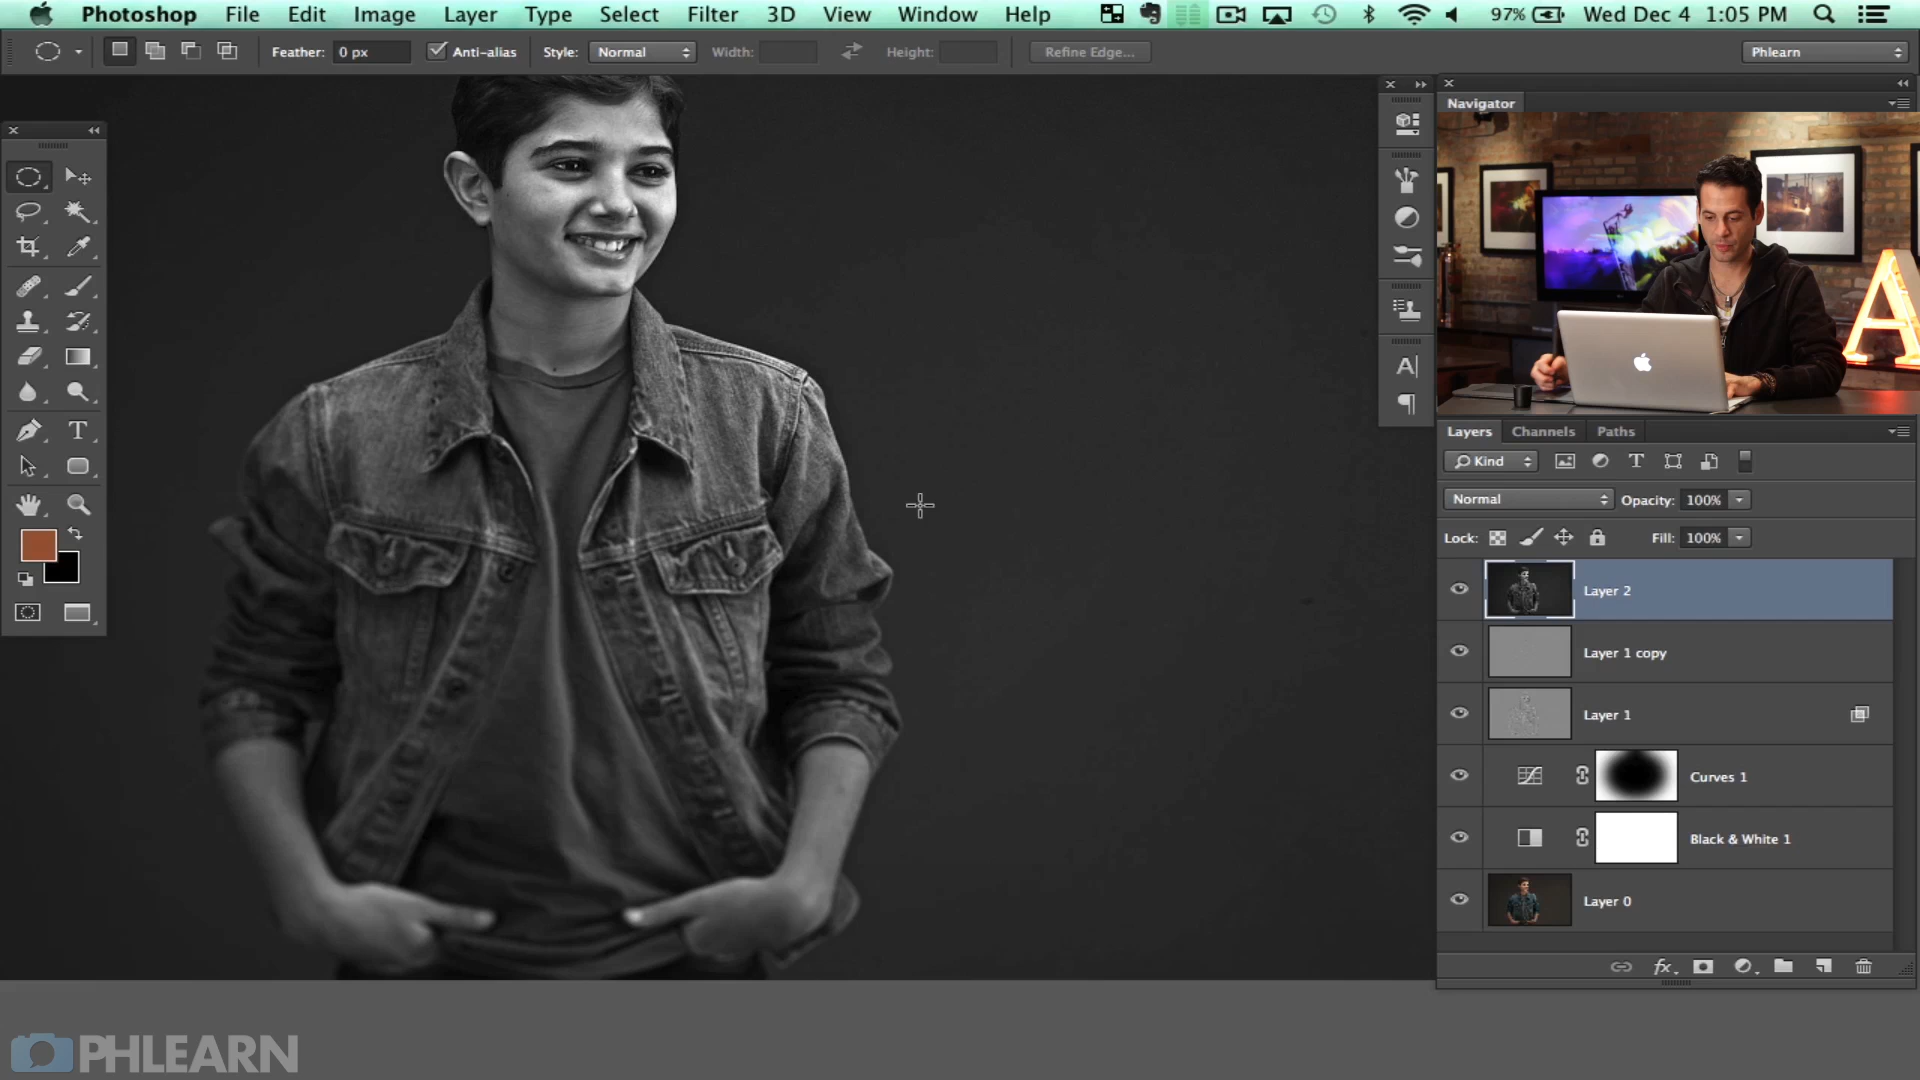 Photoshop File Edit Image Layer Type Select Filter 3D View Window Help 97% Wed Dec 4 1:05 PM
Feather: 0 px Anti-alias Style: Normal Width: Height: Refine Edge... Phlearn
Navigator
A
T
A|
Layers Channels Paths
Kind T
Normal Opacity: 100%
Lock: Fill: 100%
Layer 2
Layer 1 copy
Layer 1
Curves 1
Black & White 1
Layer 0
fx
PHLEARN